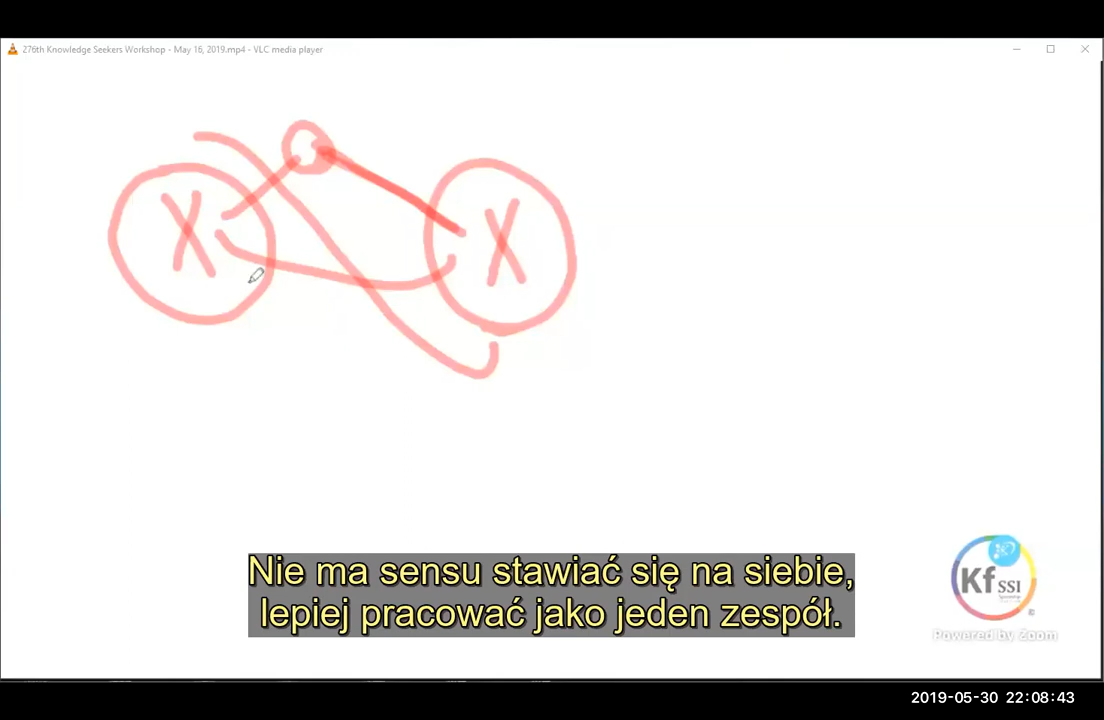 276th Knowledge Seekers Workshop - May 16, 2019.mp4 - VLC media player
X
X
Nie ma sensu stawiać się na siebie,
lepiej pracować jako jeden zespół.
Kf SSI
Powered by Zoom
2019-05-30 22:08:43